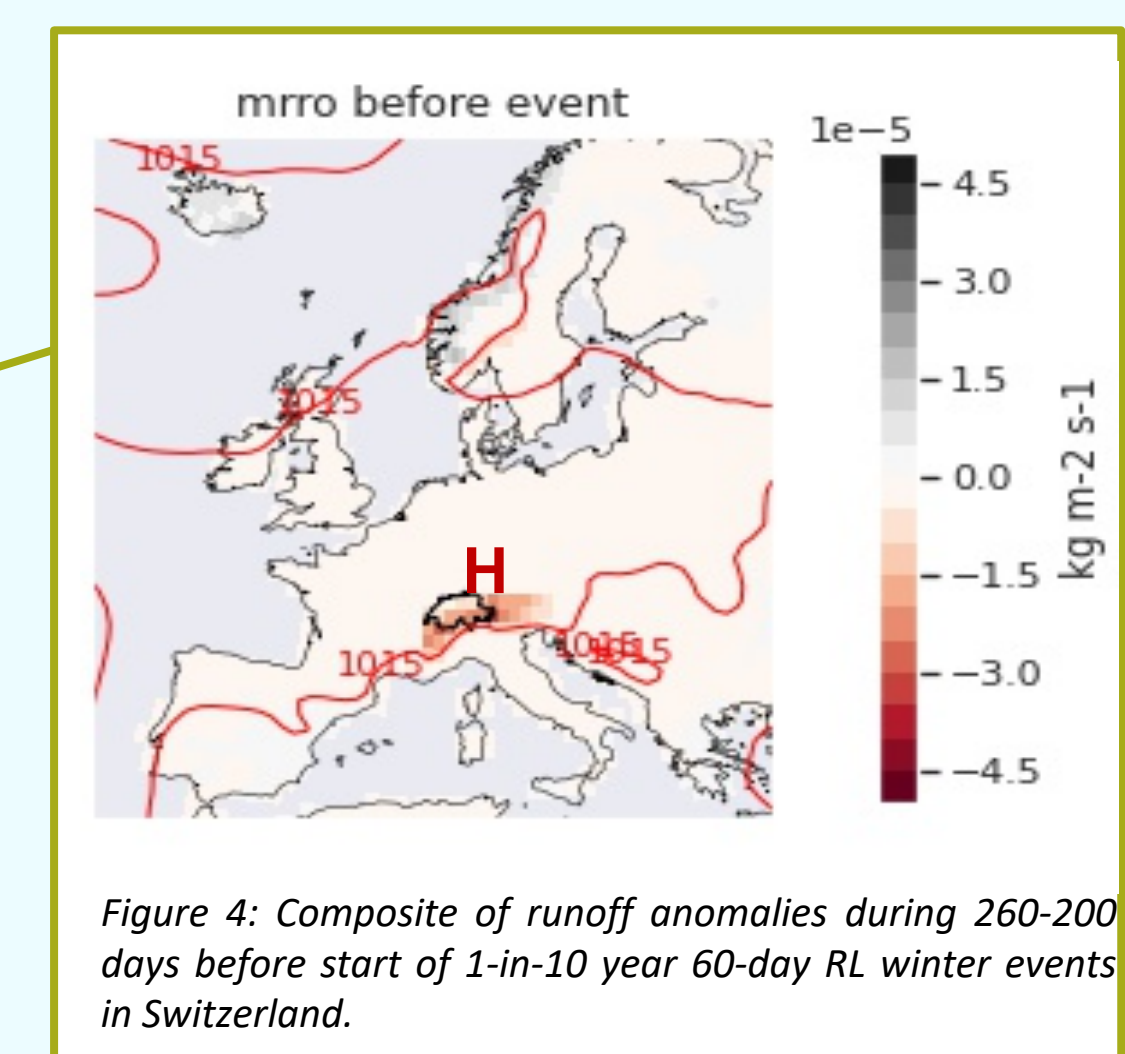 mrro before event
1e−5
1015
4.5
3.0
1015
1.5
0.0
kg m-2 s-1
H
−1.5
1015
1015
1015
−3.0
−4.5
Figure 4: Composite of runoff anomalies during 260-200
days before start of 1-in-10 year 60-day RL winter events
in Switzerland.